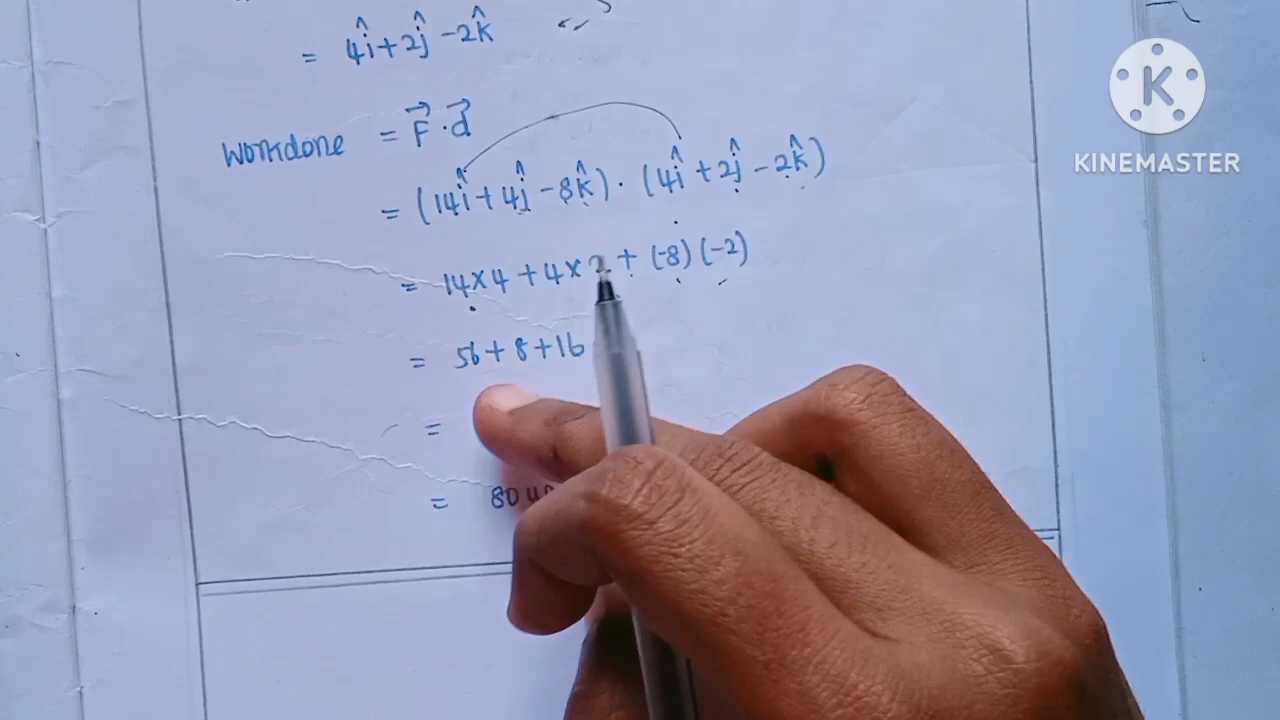 = 4î + 2ĵ - 2k̂
Workdone = F⃗ · d⃗
= (14î + 4ĵ - 8k̂) · (4î + 2ĵ - 2k̂)
= 14×4 + 4× + (-8)(-2)
= 56 + 8 + 16
=
= 80
K
KINEMASTER